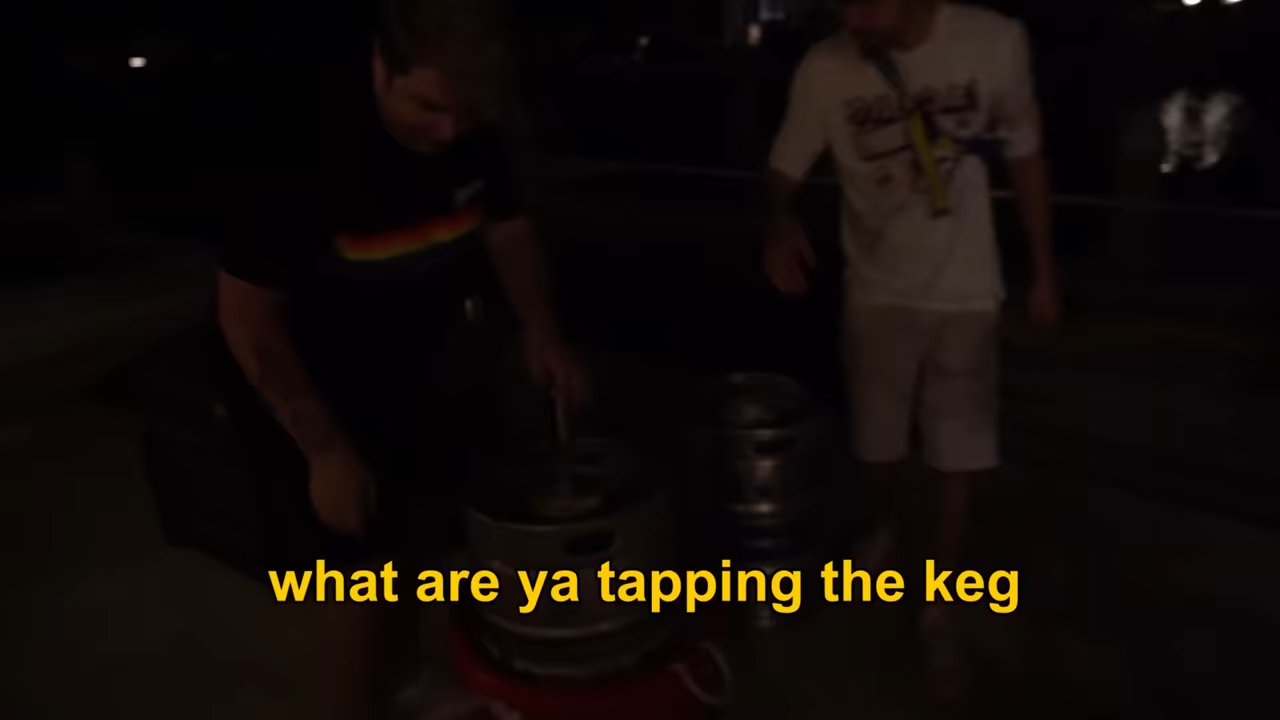 what are ya tapping the keg